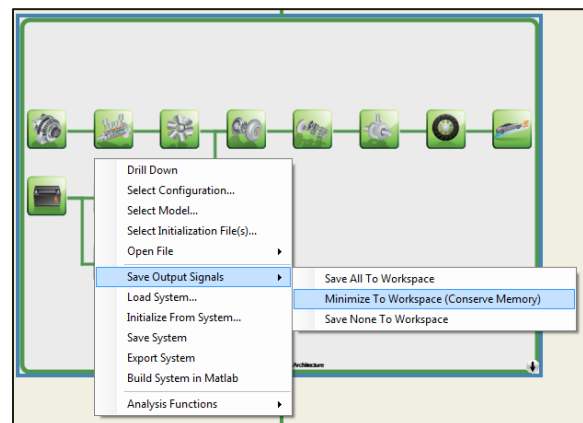 Drill Down
Select Configuration...
Select Model...
Select Initialization File(s)...
Open File
Save Output Signals
Load System...
Initialize From System...
Save System
Export System
Build System in Matlab
Analysis Functions
Save All To Workspace
Minimize To Workspace (Conserve Memory)
Save None To Workspace
Architecture